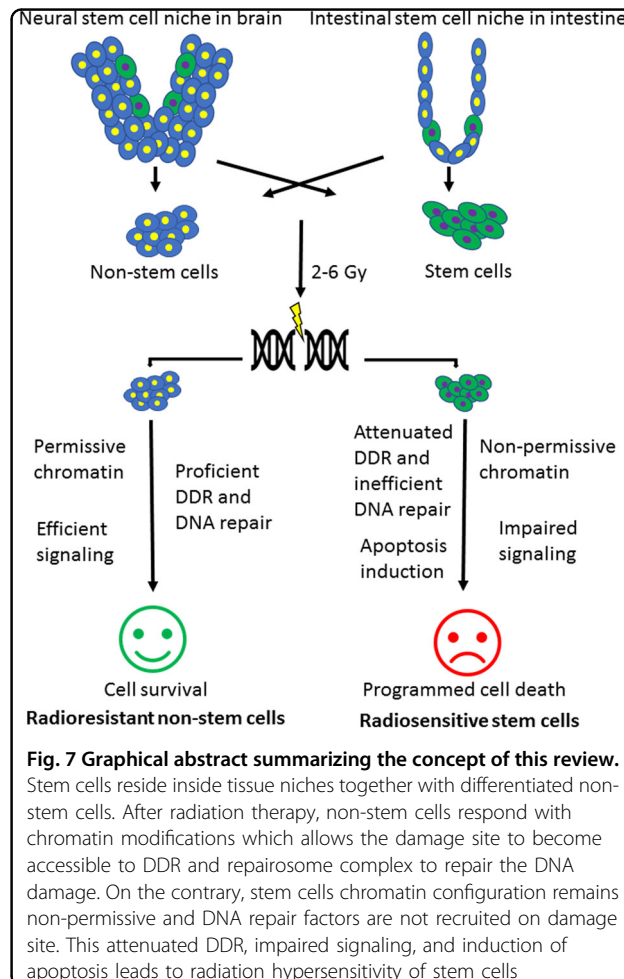 Neural stem cell niche in brain
Intestinal stem cell niche in intestine
Non-stem cells
2-6 Gy
Stem cells
Permissive
chromatin
Proficient
DDR and
DNA repair
Efficient
signaling
Attenuated
DDR and
inefficient
DNA repair
Non-permissive
chromatin
Apoptosis
induction
Impaired
signaling
Cell survival
Radioresistant non-stem cells
Programmed cell death
Radiosensitive stem cells
Fig. 7 Graphical abstract summarizing the concept of this review.
Stem cells reside inside tissue niches together with differentiated non-
stem cells. After radiation therapy, non-stem cells respond with
chromatin modifications which allows the damage site to become
accessible to DDR and repairosome complex to repair the DNA
damage. On the contrary, stem cells chromatin configuration remains
non-permissive and DNA repair factors are not recruited on damage
site. This attenuated DDR, impaired signaling, and induction of
apoptosis leads to radiation hypersensitivity of stem cells